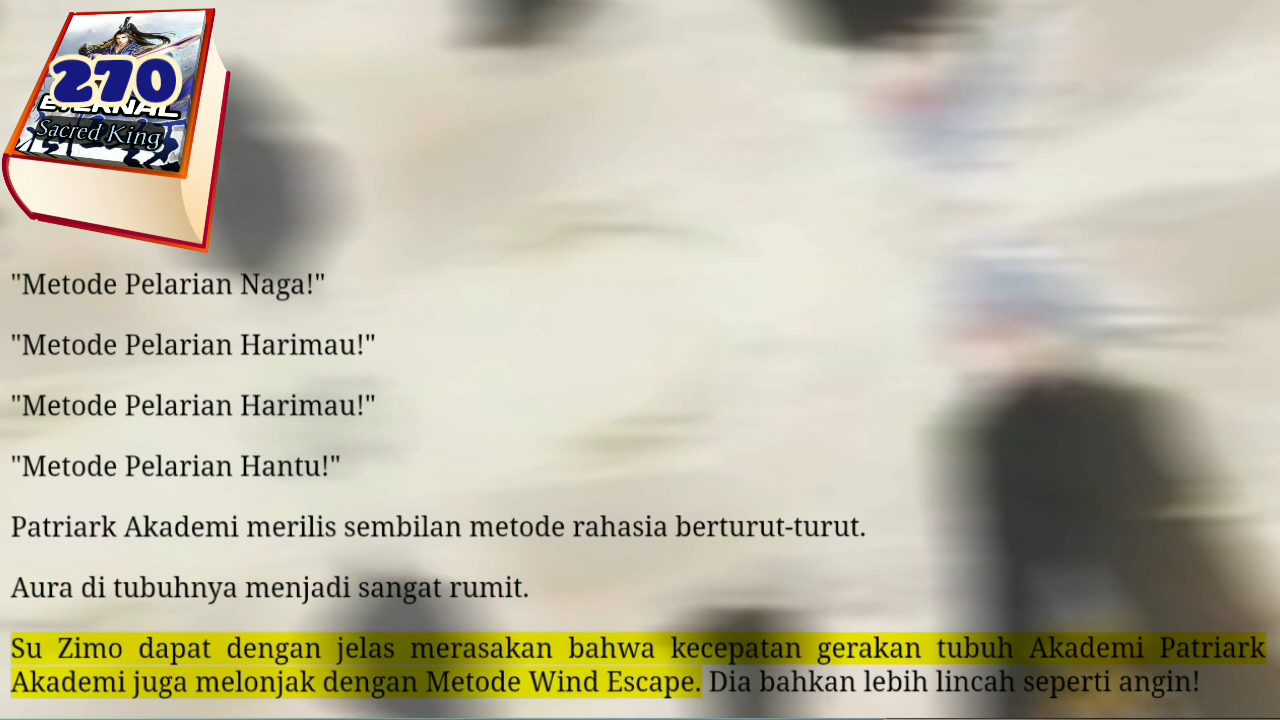 270
ETERNAL
Sacred King
"Metode Pelarian Naga!"
"Metode Pelarian Harimau!"
"Metode Pelarian Harimau!"
"Metode Pelarian Hantu!"
Patriark Akademi merilis sembilan metode rahasia berturut-turut.
Aura di tubuhnya menjadi sangat rumit.
Su Zimo dapat dengan jelas merasakan bahwa kecepatan gerakan tubuh Akademi Patriark
Akademi juga melonjak dengan Metode Wind Escape. Dia bahkan lebih lincah seperti angin!